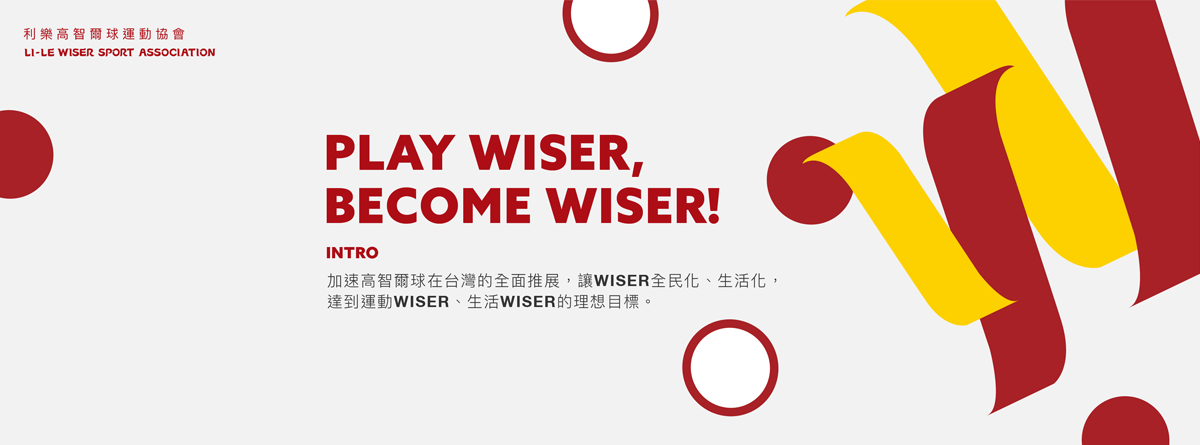 利樂高智爾球運動協會
LI-LE WISER SPORT ASSOCIATION
PLAY WISER,
BECOME WISER!
INTRO
加速高智爾球在台灣的全面推展，讓WISER全民化、生活化，
達到運動WISER、生活WISER的理想目標。